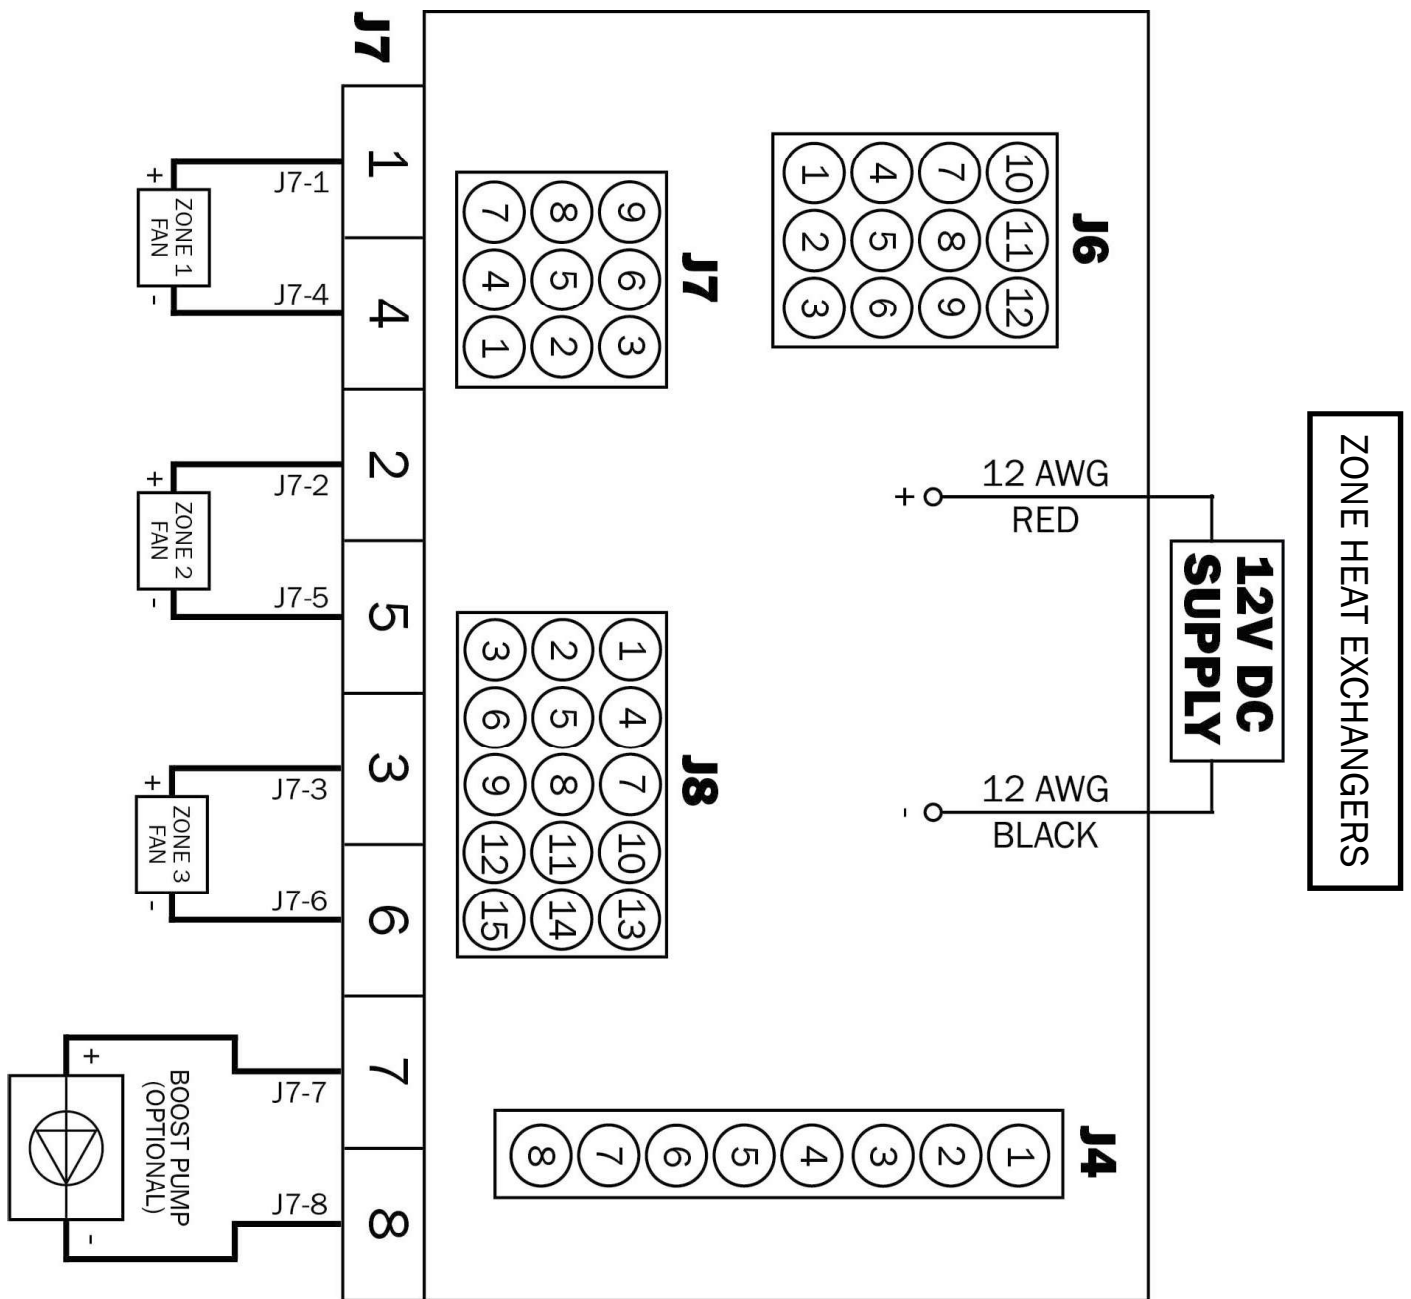 ZONE HEAT EXCHANGERS
12V DC
SUPPLY
12 AWG
RED
+
12 AWG
BLACK
-
J6
10 11 12
7 8 9
4 5 6
1 2 3
J4
1
2
3
4
5
6
7
8
J7
9 6 3
8 5 2
7 4 1
J8
1 4 7 10 13
2 5 8 11 14
3 6 9 12 15
J7
1 4 2 5 3 6 7 8
J7-1
J7-4
+
-
ZONE 1
FAN
J7-2
J7-5
+
-
ZONE 2
FAN
J7-3
J7-6
+
-
ZONE 3
FAN
J7-7
J7-8
BOOST PUMP
(OPTIONAL)
+
-